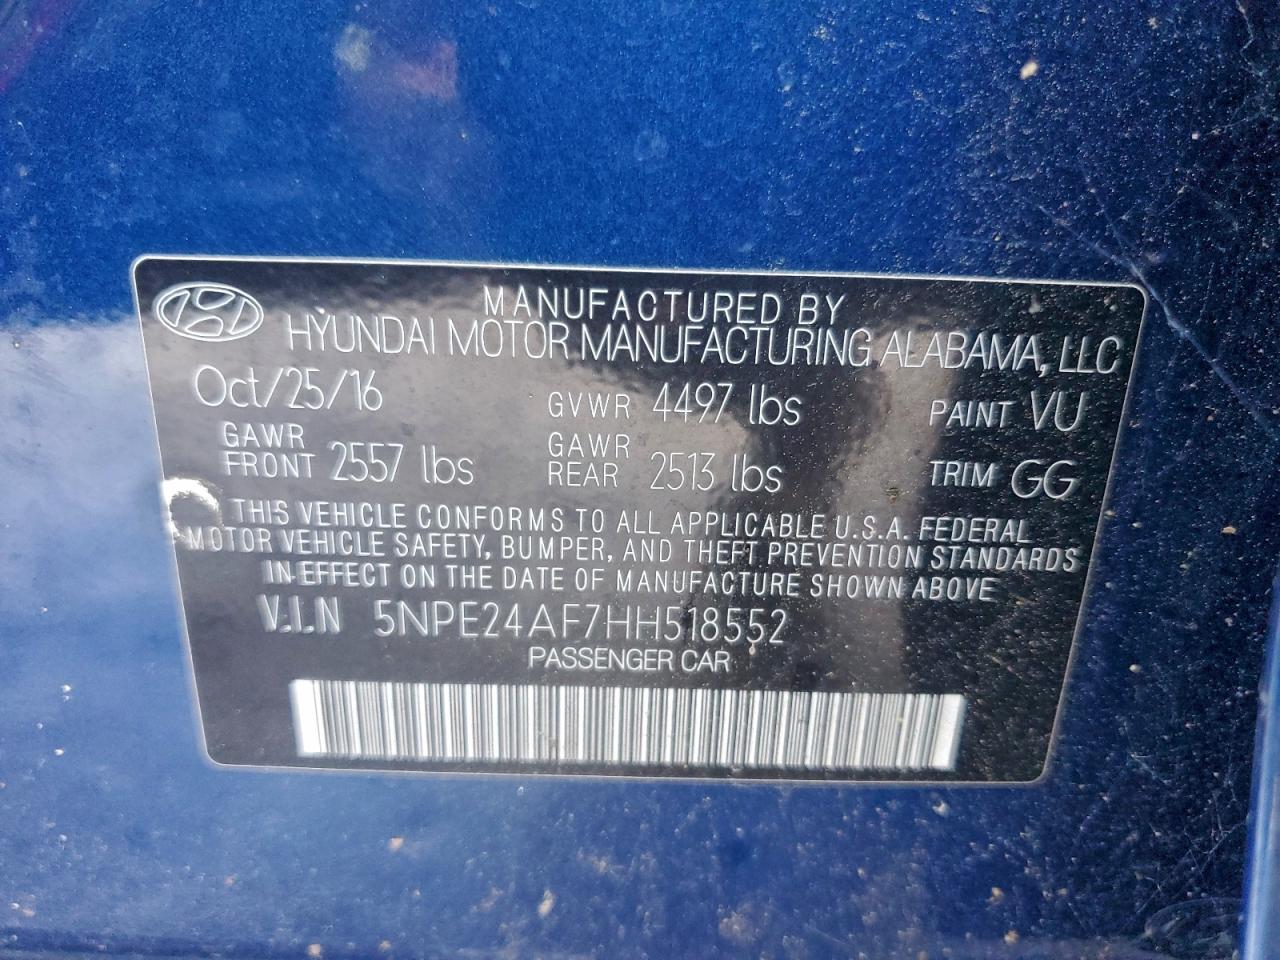 MANUFACTURED BY
HYUNDAI MOTOR MANUFACTURING ALABAMA, LLC
Oct/25/16 GVWR 4497 lbs PAINT VU
GAWR FRONT 2557 lbs GAWR REAR 2513 lbs TRIM GG
THIS VEHICLE CONFORMS TO ALL APPLICABLE U.S.A. FEDERAL
MOTOR VEHICLE SAFETY, BUMPER, AND THEFT PREVENTION STANDARDS
IN EFFECT ON THE DATE OF MANUFACTURE SHOWN ABOVE
V.I.N 5NPE24AF7HH518552
PASSENGER CAR